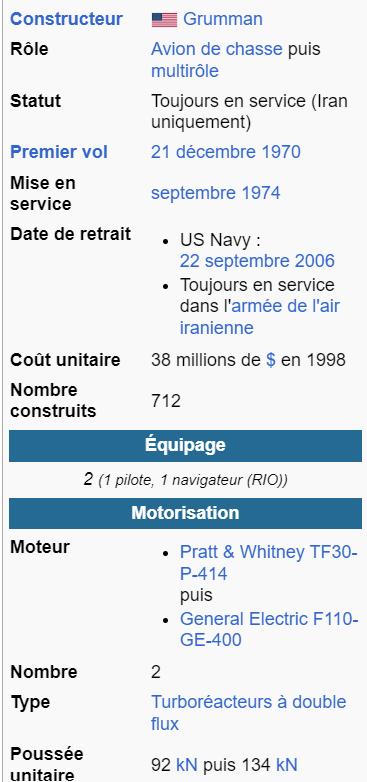 Constructeur Grumman
Rôle Avion de chasse puis
multirôle
Statut Toujours en service (Iran
uniquement)
Premier vol 21 décembre 1970
Mise en
service septembre 1974
Date de retrait
• US Navy :
22 septembre 2006
• Toujours en service
dans l'armée de l'air
iranienne
Coût unitaire 38 millions de $ en 1998
Nombre
construits 712
Équipage
2 (1 pilote, 1 navigateur (RIO))
Motorisation
Moteur
• Pratt & Whitney TF30-
P-414
puis
• General Electric F110-
GE-400
Nombre 2
Type Turboréacteurs à double
flux
Poussée
unitaire 92 kN puis 134 kN